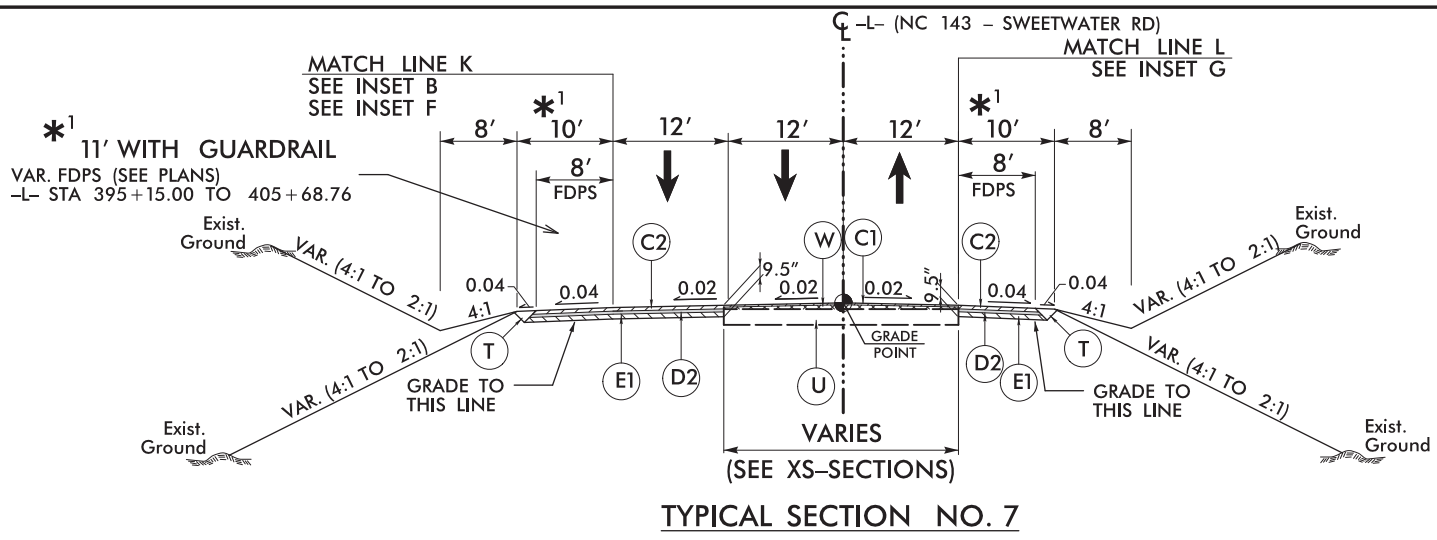 ℄ -L- (NC 143 - SWEETWATER RD)
MATCH LINE K
SEE INSET B
SEE INSET F
MATCH LINE L
SEE INSET G
*1
11' WITH GUARDRAIL
VAR. FDPS (SEE PLANS)
-L- STA 395+15.00 TO 405+68.76
*1
*1
8'
10'
12'
12'
12'
10'
8'
8'
FDPS
8'
FDPS
Exist.
Ground
VAR. (4:1 TO 2:1)
C2
W
C1
C2
VAR. (4:1 TO 2:1)
Exist.
Ground
9.5"
9.5"
0.04
4:1
0.04
0.02
0.02
0.02
0.04
0.04
4:1
T
GRADE TO
THIS LINE
E1
D2
U
GRADE
POINT
D2
E1
GRADE TO
THIS LINE
T
VAR. (4:1 TO 2:1)
Exist.
Ground
VAR. (4:1 TO 2:1)
Exist.
Ground
VARIES
(SEE XS-SECTIONS)
TYPICAL SECTION NO. 7